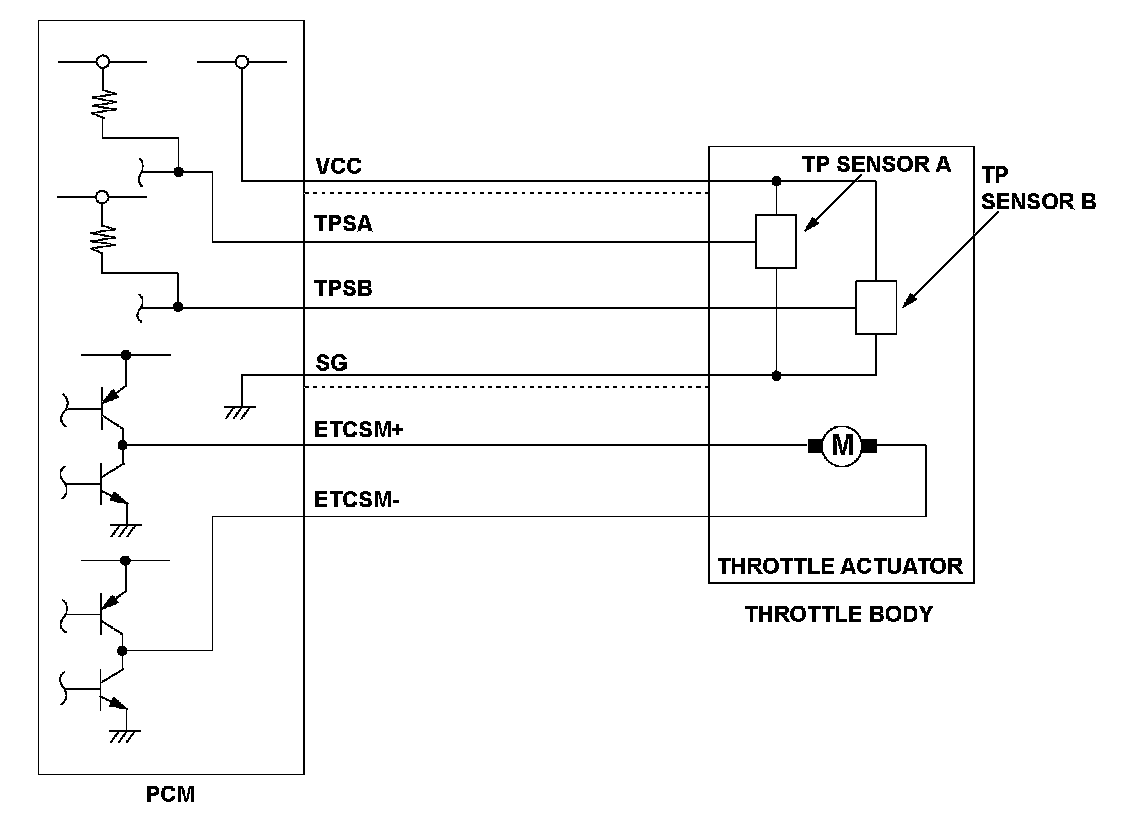 VCC
TP SENSOR A
TP
SENSOR B
TPSA
TPSB
SG
ETCSM+
M
ETCSM-
THROTTLE ACTUATOR
THROTTLE BODY
PCM